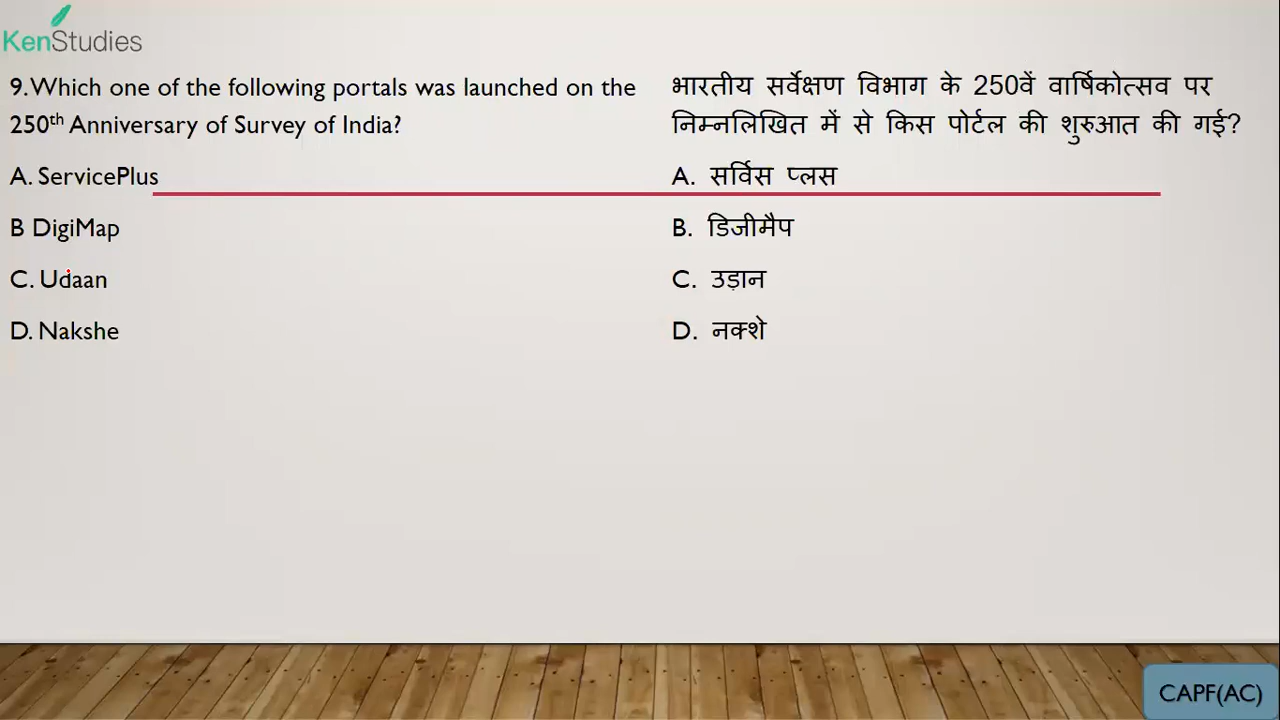 KenStudies
9. Which one of the following portals was launched on the
250th Anniversary of Survey of India?
A. ServicePlus
B DigiMap
C. Udaan
D. Nakshe
भारतीय सर्वेक्षण विभाग के 250वें वार्षिकोत्सव पर
निम्नलिखित में से किस पोर्टल की शुरुआत की गई?
A. सर्विस प्लस
B. डिजीमैप
C. उड़ान
D. नक्शे
CAPF(AC)